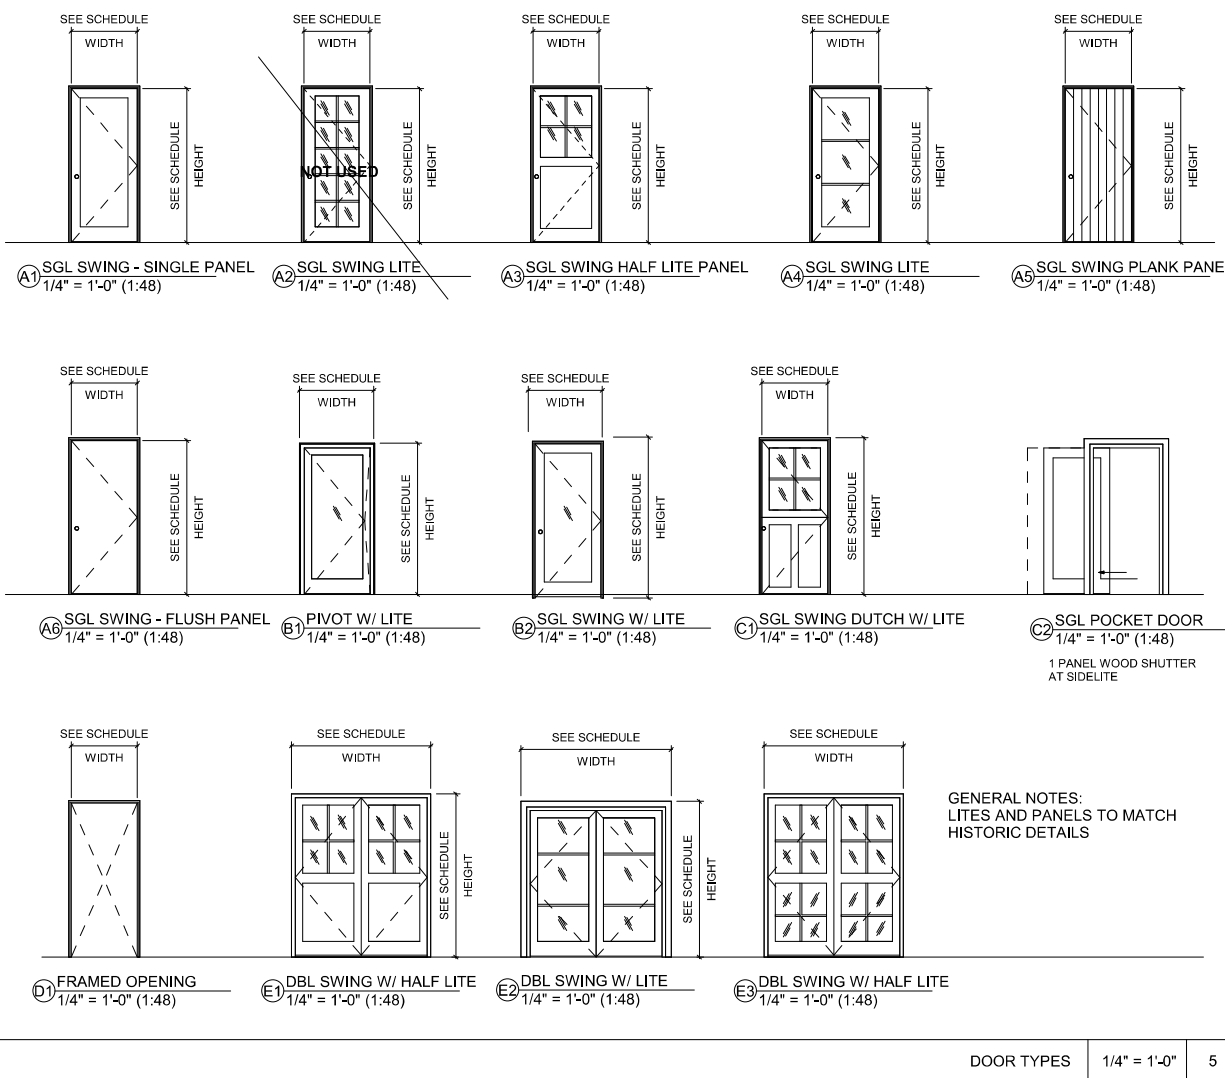 SEE SCHEDULE SEE SCHEDULE SEE SCHEDULE SEE SCHEDULE SEE SCHEDULE
WIDTH WIDTH WIDTH WIDTH WIDTH
SEE SCHEDULE HEIGHT SEE SCHEDULE HEIGHT SEE SCHEDULE HEIGHT SEE SCHEDULE HEIGHT SEE SCHEDULE HEIGHT
NOT USED
A1 SGL SWING - SINGLE PANEL
1/4" = 1'-0" (1:48)
A2 SGL SWING LITE
1/4" = 1'-0" (1:48)
A3 SGL SWING HALF LITE PANEL
1/4" = 1'-0" (1:48)
A4 SGL SWING LITE
1/4" = 1'-0" (1:48)
A5 SGL SWING PLANK PANE
1/4" = 1'-0" (1:48)
SEE SCHEDULE SEE SCHEDULE SEE SCHEDULE SEE SCHEDULE
WIDTH WIDTH WIDTH WIDTH
SEE SCHEDULE HEIGHT SEE SCHEDULE HEIGHT SEE SCHEDULE HEIGHT SEE SCHEDULE HEIGHT
A6 SGL SWING - FLUSH PANEL
1/4" = 1'-0" (1:48)
B1 PIVOT W/ LITE
1/4" = 1'-0" (1:48)
B2 SGL SWING W/ LITE
1/4" = 1'-0" (1:48)
C1 SGL SWING DUTCH W/ LITE
1/4" = 1'-0" (1:48)
C2 SGL POCKET DOOR
1/4" = 1'-0" (1:48)
1 PANEL WOOD SHUTTER
AT SIDELITE
SEE SCHEDULE SEE SCHEDULE SEE SCHEDULE SEE SCHEDULE
WIDTH WIDTH WIDTH WIDTH
SEE SCHEDULE HEIGHT SEE SCHEDULE HEIGHT
GENERAL NOTES:
LITES AND PANELS TO MATCH
HISTORIC DETAILS
D1 FRAMED OPENING
1/4" = 1'-0" (1:48)
E1 DBL SWING W/ HALF LITE
1/4" = 1'-0" (1:48)
E2 DBL SWING W/ LITE
1/4" = 1'-0" (1:48)
E3 DBL SWING W/ HALF LITE
1/4" = 1'-0" (1:48)
DOOR TYPES 1/4" = 1'-0" 5